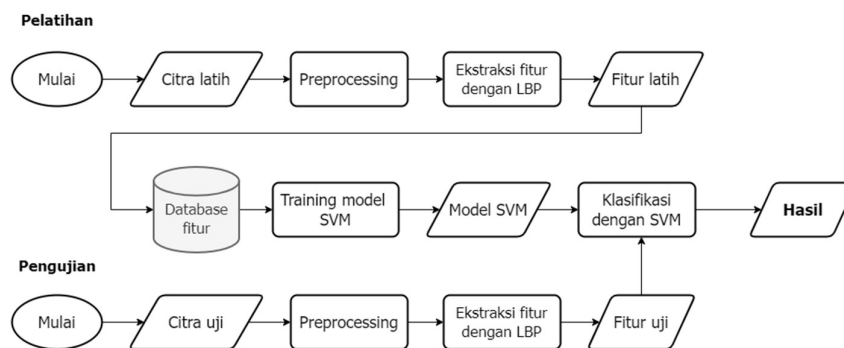 Pelatihan
Mulai
Citra latih
Preprocessing
Ekstraksi fitur
dengan LBP
Fitur latih
Database
fitur
Training model
SVM
Model SVM
Klasifikasi
dengan SVM
Hasil
Pengujian
Mulai
Citra uji
Preprocessing
Ekstraksi fitur
dengan LBP
Fitur uji